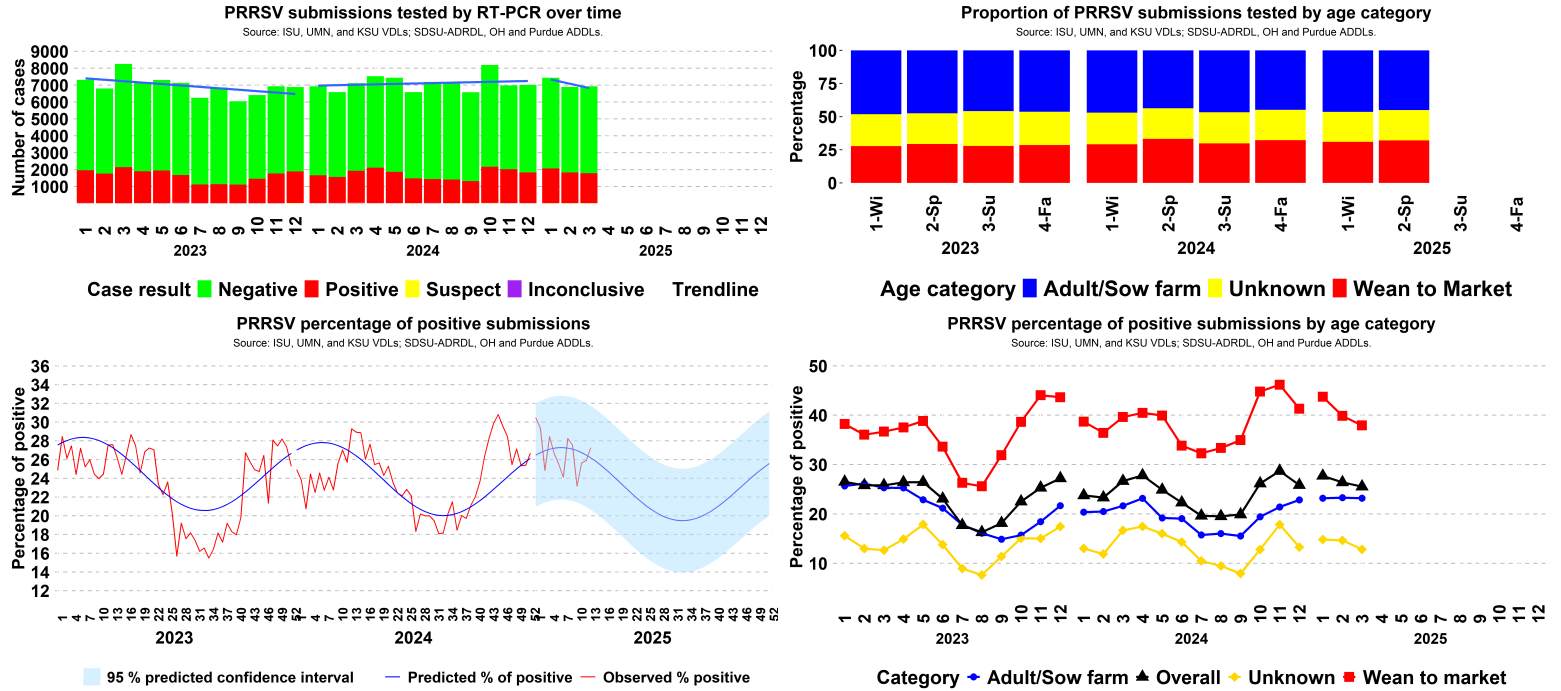 PRRSV submissions tested by RT-PCR over time
Source: ISU, UMN, and KSU VDLs; SDSU-ADRDL, OH and Purdue ADDLs.
Number of cases
9000
8000
7000
6000
5000
4000
3000
2000
1000
1 2 3 4 5 6 7 8 9 10 11 12 1 2 3 4 5 6 7 8 9 10 11 12 1 2 3 4 5 6 7 8 9 10 11 12
2023 2024 2025
Case result Negative Positive Suspect Inconclusive Trendline
Proportion of PRRSV submissions tested by age category
Source: ISU, UMN, and KSU VDLs; SDSU-ADRDL, OH and Purdue ADDLs.
Percentage
100
75
50
25
0
1-Wi 2-Sp 3-Su 4-Fa 1-Wi 2-Sp 3-Su 4-Fa 1-Wi 2-Sp 3-Su 4-Fa
2023 2024 2025
Age category Adult/Sow farm Unknown Wean to Market
PRRSV percentage of positive submissions
Source: ISU, UMN, and KSU VDLs; SDSU-ADRDL, OH and Purdue ADDLs.
Percentage of positive
36
34
32
30
28
26
24
22
20
18
16
14
12
1 4 7 10 13 16 19 22 25 28 31 34 37 40 43 46 49 52 1 4 7 10 13 16 19 22 25 28 31 34 37 40 43 46 49 52 1 4 7 10 13 16 19 22 25 28 31 34 37 40 43 46 49 52
2023 2024 2025
95 % predicted confidence interval Predicted % of positive Observed % positive
PRRSV percentage of positive submissions by age category
Source: ISU, UMN, and KSU VDLs; SDSU-ADRDL, OH and Purdue ADDLs.
Percentage of positive
50
40
30
20
10
1 2 3 4 5 6 7 8 9 10 11 12 1 2 3 4 5 6 7 8 9 10 11 12 1 2 3 4 5 6 7 8 9 10 11 12
2023 2024 2025
Category Adult/Sow farm Overall Unknown Wean to market